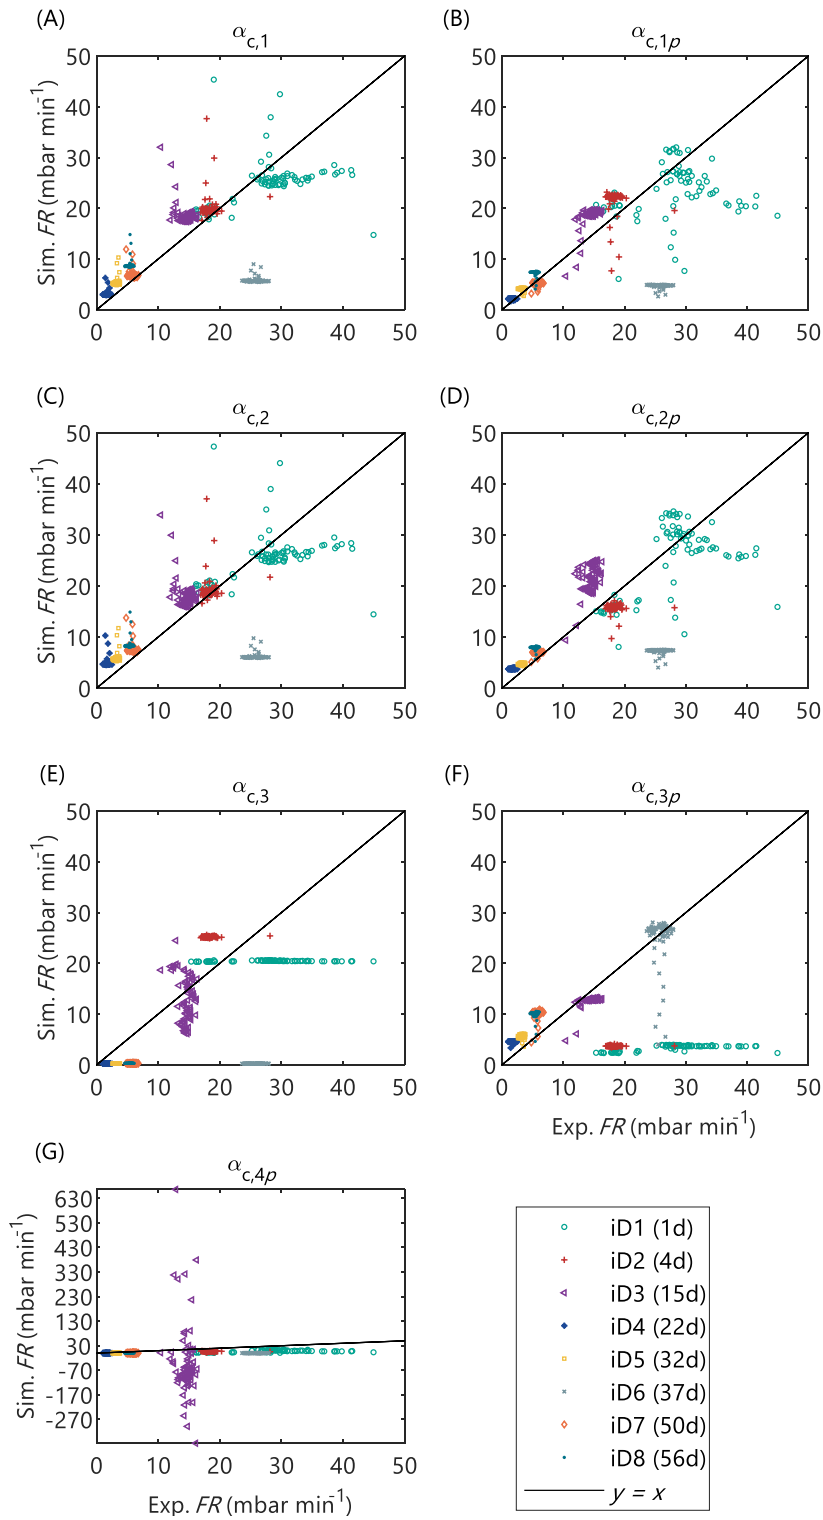 (A)
α c,1
50
40
30
20
10
0
0 10 20 30 40 50
Sim. FR (mbar min⁻¹)
(B)
α c,1p
50
40
30
20
10
0
0 10 20 30 40 50
(C)
α c,2
50
40
30
20
10
0
0 10 20 30 40 50
Sim. FR (mbar min⁻¹)
(D)
α c,2p
50
40
30
20
10
0
0 10 20 30 40 50
(E)
α c,3
50
40
30
20
10
0
0 10 20 30 40 50
Sim. FR (mbar min⁻¹)
(F)
α c,3p
50
40
30
20
10
0
0 10 20 30 40 50
Exp. FR (mbar min⁻¹)
(G)
α c,4p
630
530
430
330
230
130
30
-70
-170
-270
0 10 20 30 40 50
Sim. FR (mbar min⁻¹)
Exp. FR (mbar min⁻¹)
iD1 (1d)
iD2 (4d)
iD3 (15d)
iD4 (22d)
iD5 (32d)
iD6 (37d)
iD7 (50d)
iD8 (56d)
y = x